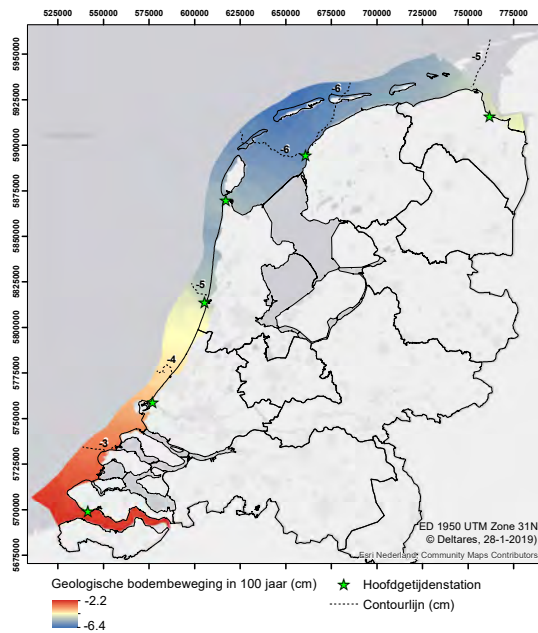 525000 550000 575000 600000 625000 650000 675000 700000 725000 750000 775000
5950000
5925000
5900000
5875000
5850000
5825000
5800000
5775000
5750000
5725000
5700000
5675000
-5
-6
-6
-5
-4
-3
ED 1950 UTM Zone 31N
© Deltares, 28-1-2019)
Esri Nederland, Community Maps Contributors
Geologische bodembeweging in 100 jaar (cm)
-2.2
-6.4
Hoofdgetijdenstation
Contourlijn (cm)